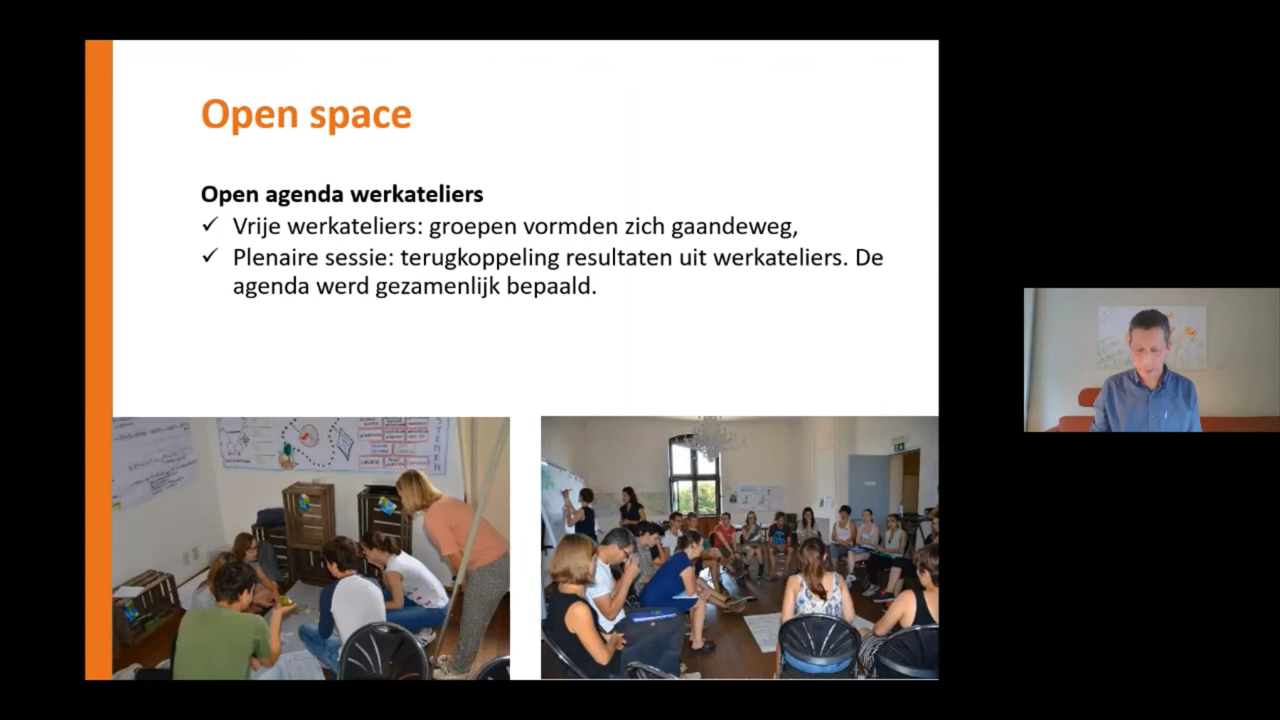 Open space
Open agenda werkateliers
✓ Vrije werkateliers: groepen vormden zich gaandeweg,
✓ Plenaire sessie: terugkoppeling resultaten uit werkateliers. De
agenda werd gezamenlijk bepaald.